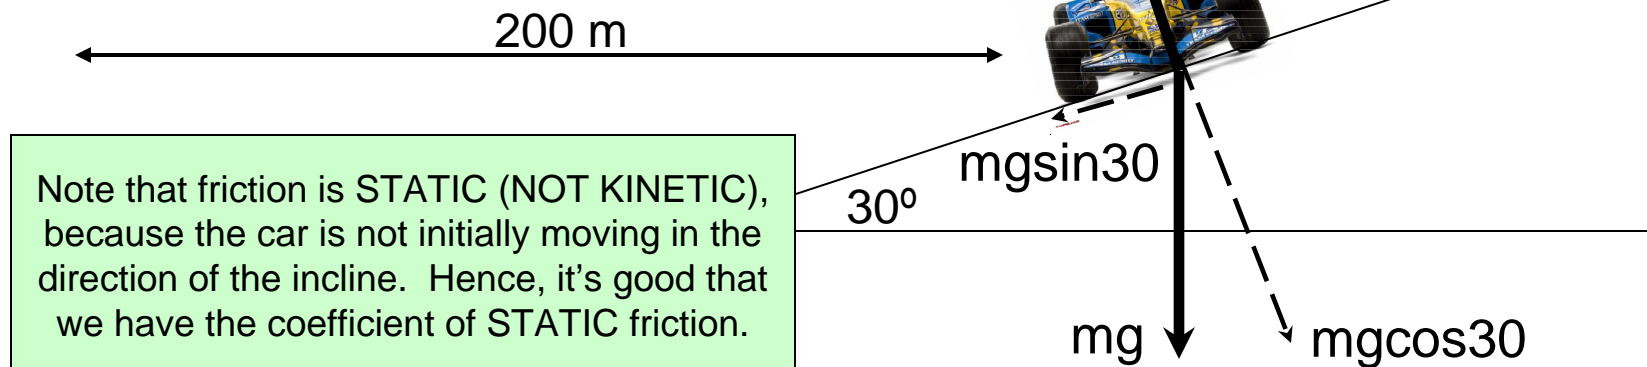 200 m
mgsin30
30º
Note that friction is STATIC (NOT KINETIC),
because the car is not initially moving in the
direction of the incline.  Hence, it’s good that
we have the coefficient of STATIC friction.
mg
mgcos30